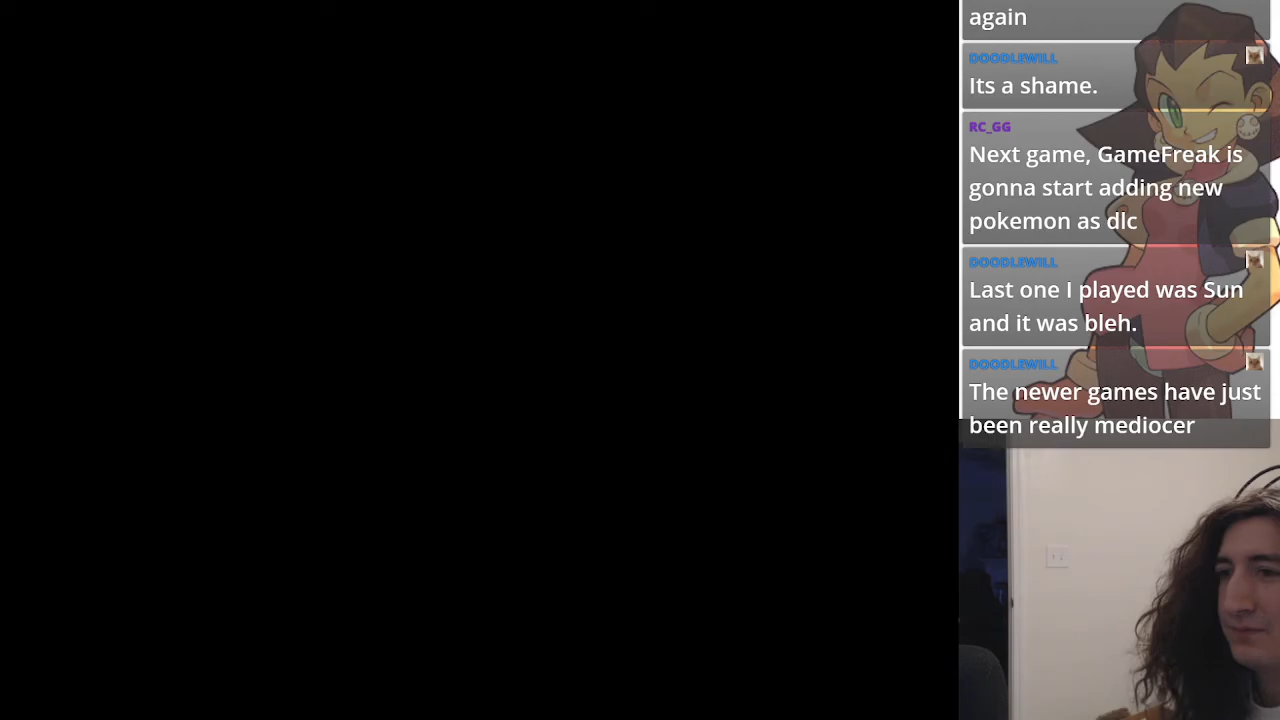 again
DOODLEWILL
Its a shame.
RC_GG
Next game, GameFreak is
gonna start adding new
pokemon as dlc
DOODLEWILL
Last one I played was Sun
and it was bleh.
DOODLEWILL
The newer games have just
been really mediocer